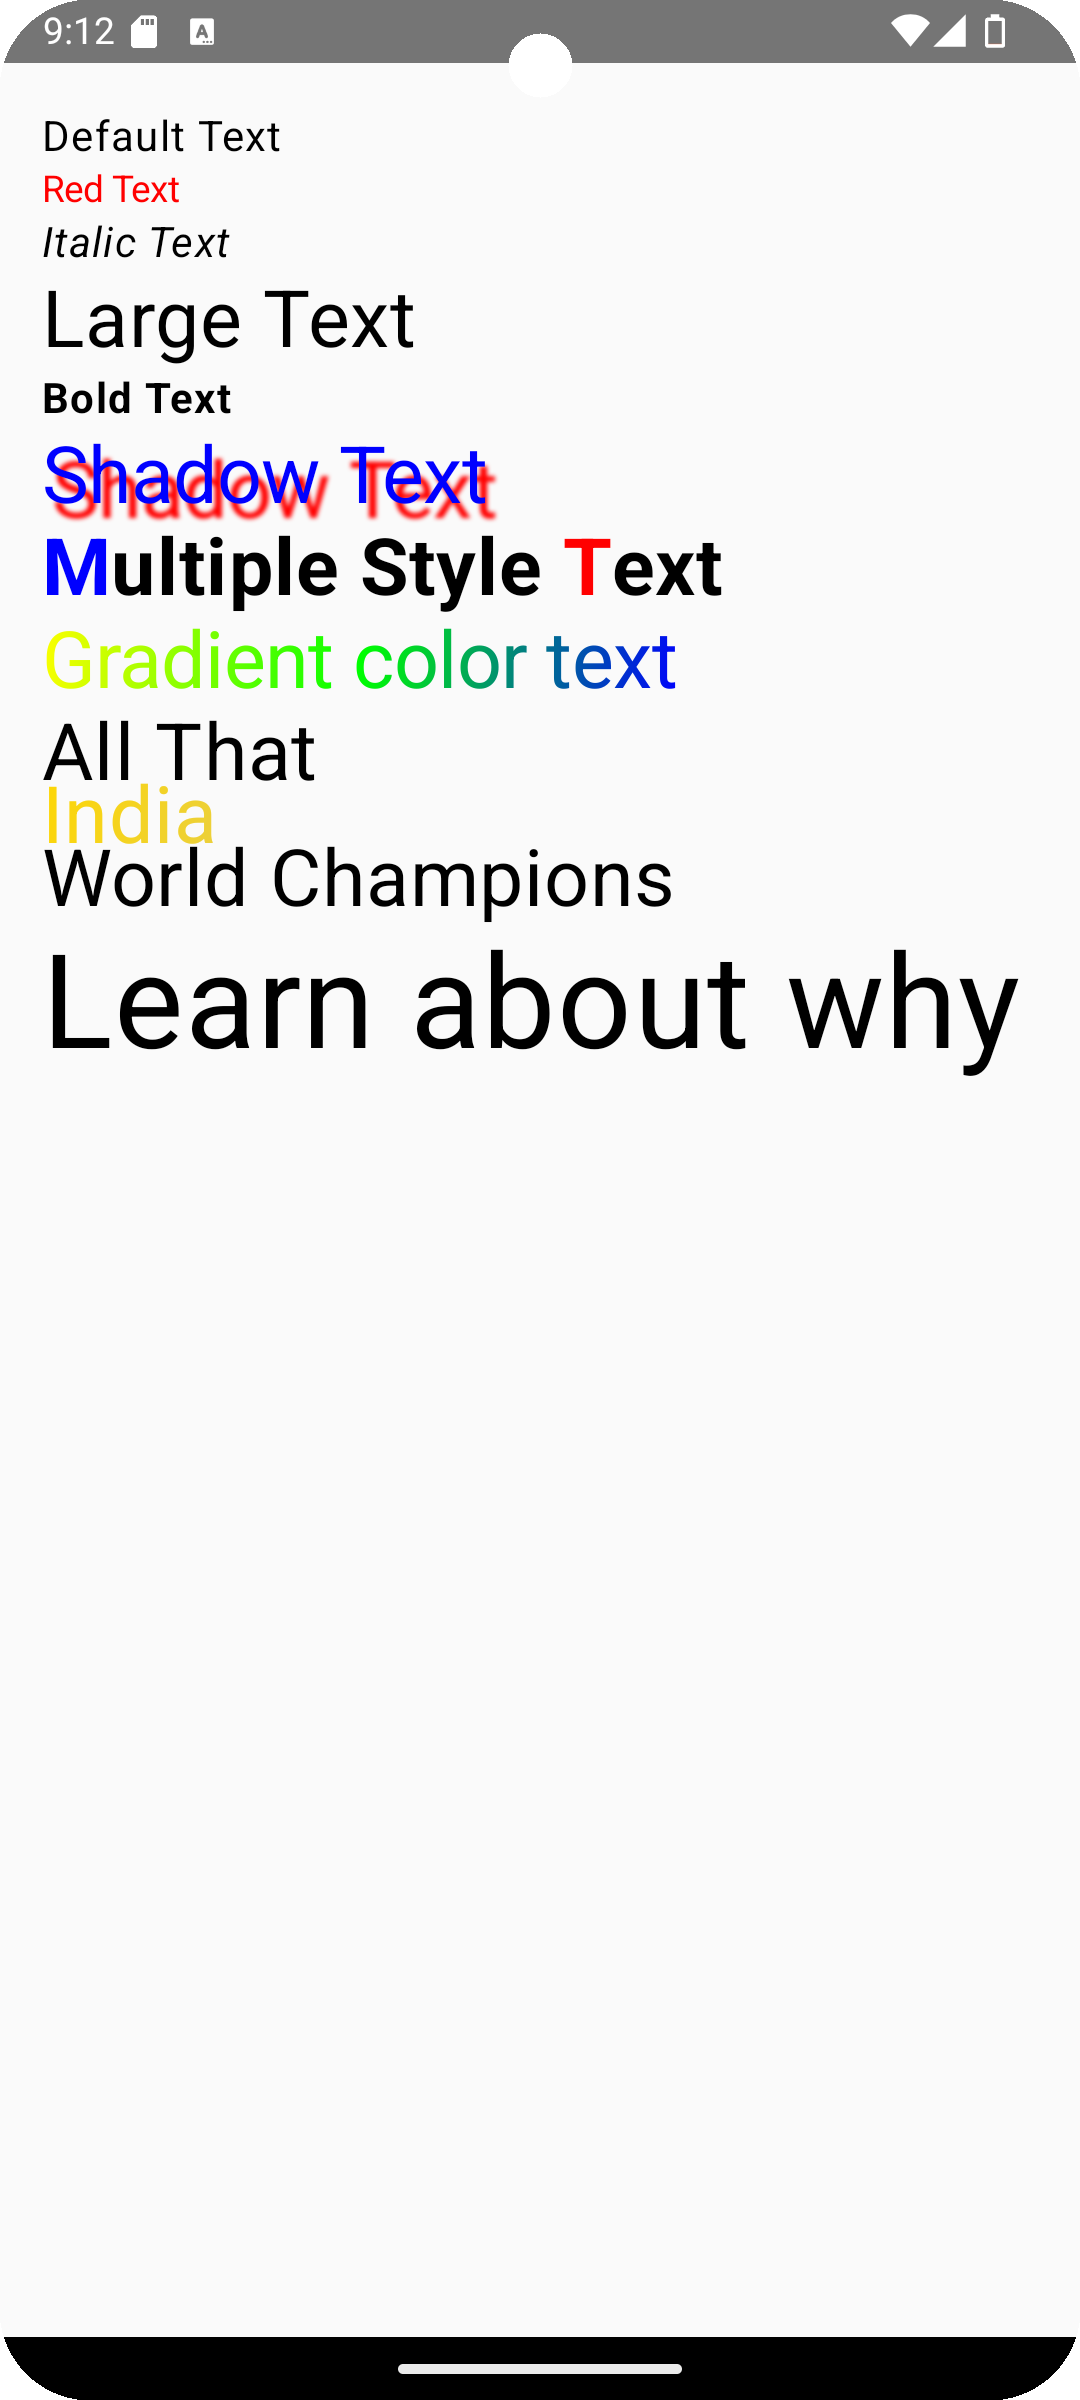 9:12
Default Text
Red Text
Italic Text
Large Text
Bold Text
Shadow Text
Multiple Style Text
Gradient color text
All That
India
World Champions
Learn about why